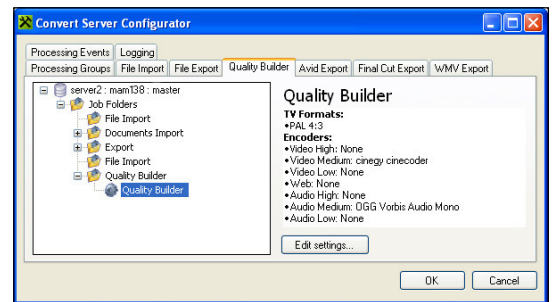 Convert Server Configurator
Processing Events Logging
Processing Groups File Import File Export Quality Builder Avid Export Final Cut Export WMV Export
server2 : mam138 : master
Job Folders
File Import
Documents Import
Export
File Import
Quality Builder
Quality Builder
Quality Builder
TV Formats:
•PAL 4:3
Encoders:
•Video High: None
•Video Medium: cinegy cinecoder
•Video Low: None
•Web: None
•Audio High: None
•Audio Medium: OGG Vorbis Audio Mono
•Audio Low: None
Edit settings...
OK Cancel